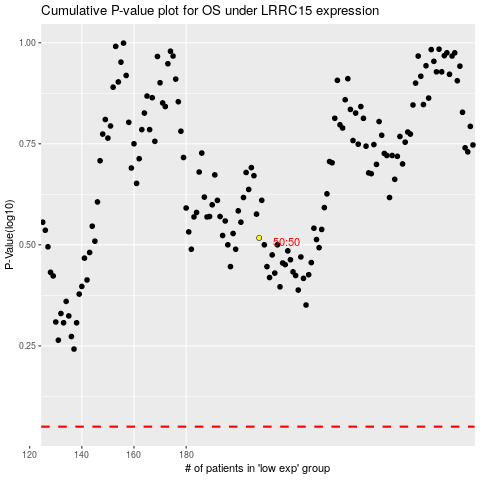 Cumulative P-value plot for OS under LRRC15 expression
1.00
0.75
0.50
0.25
P-Value(log10)
50:50
120 140 160 180
# of patients in 'low exp' group